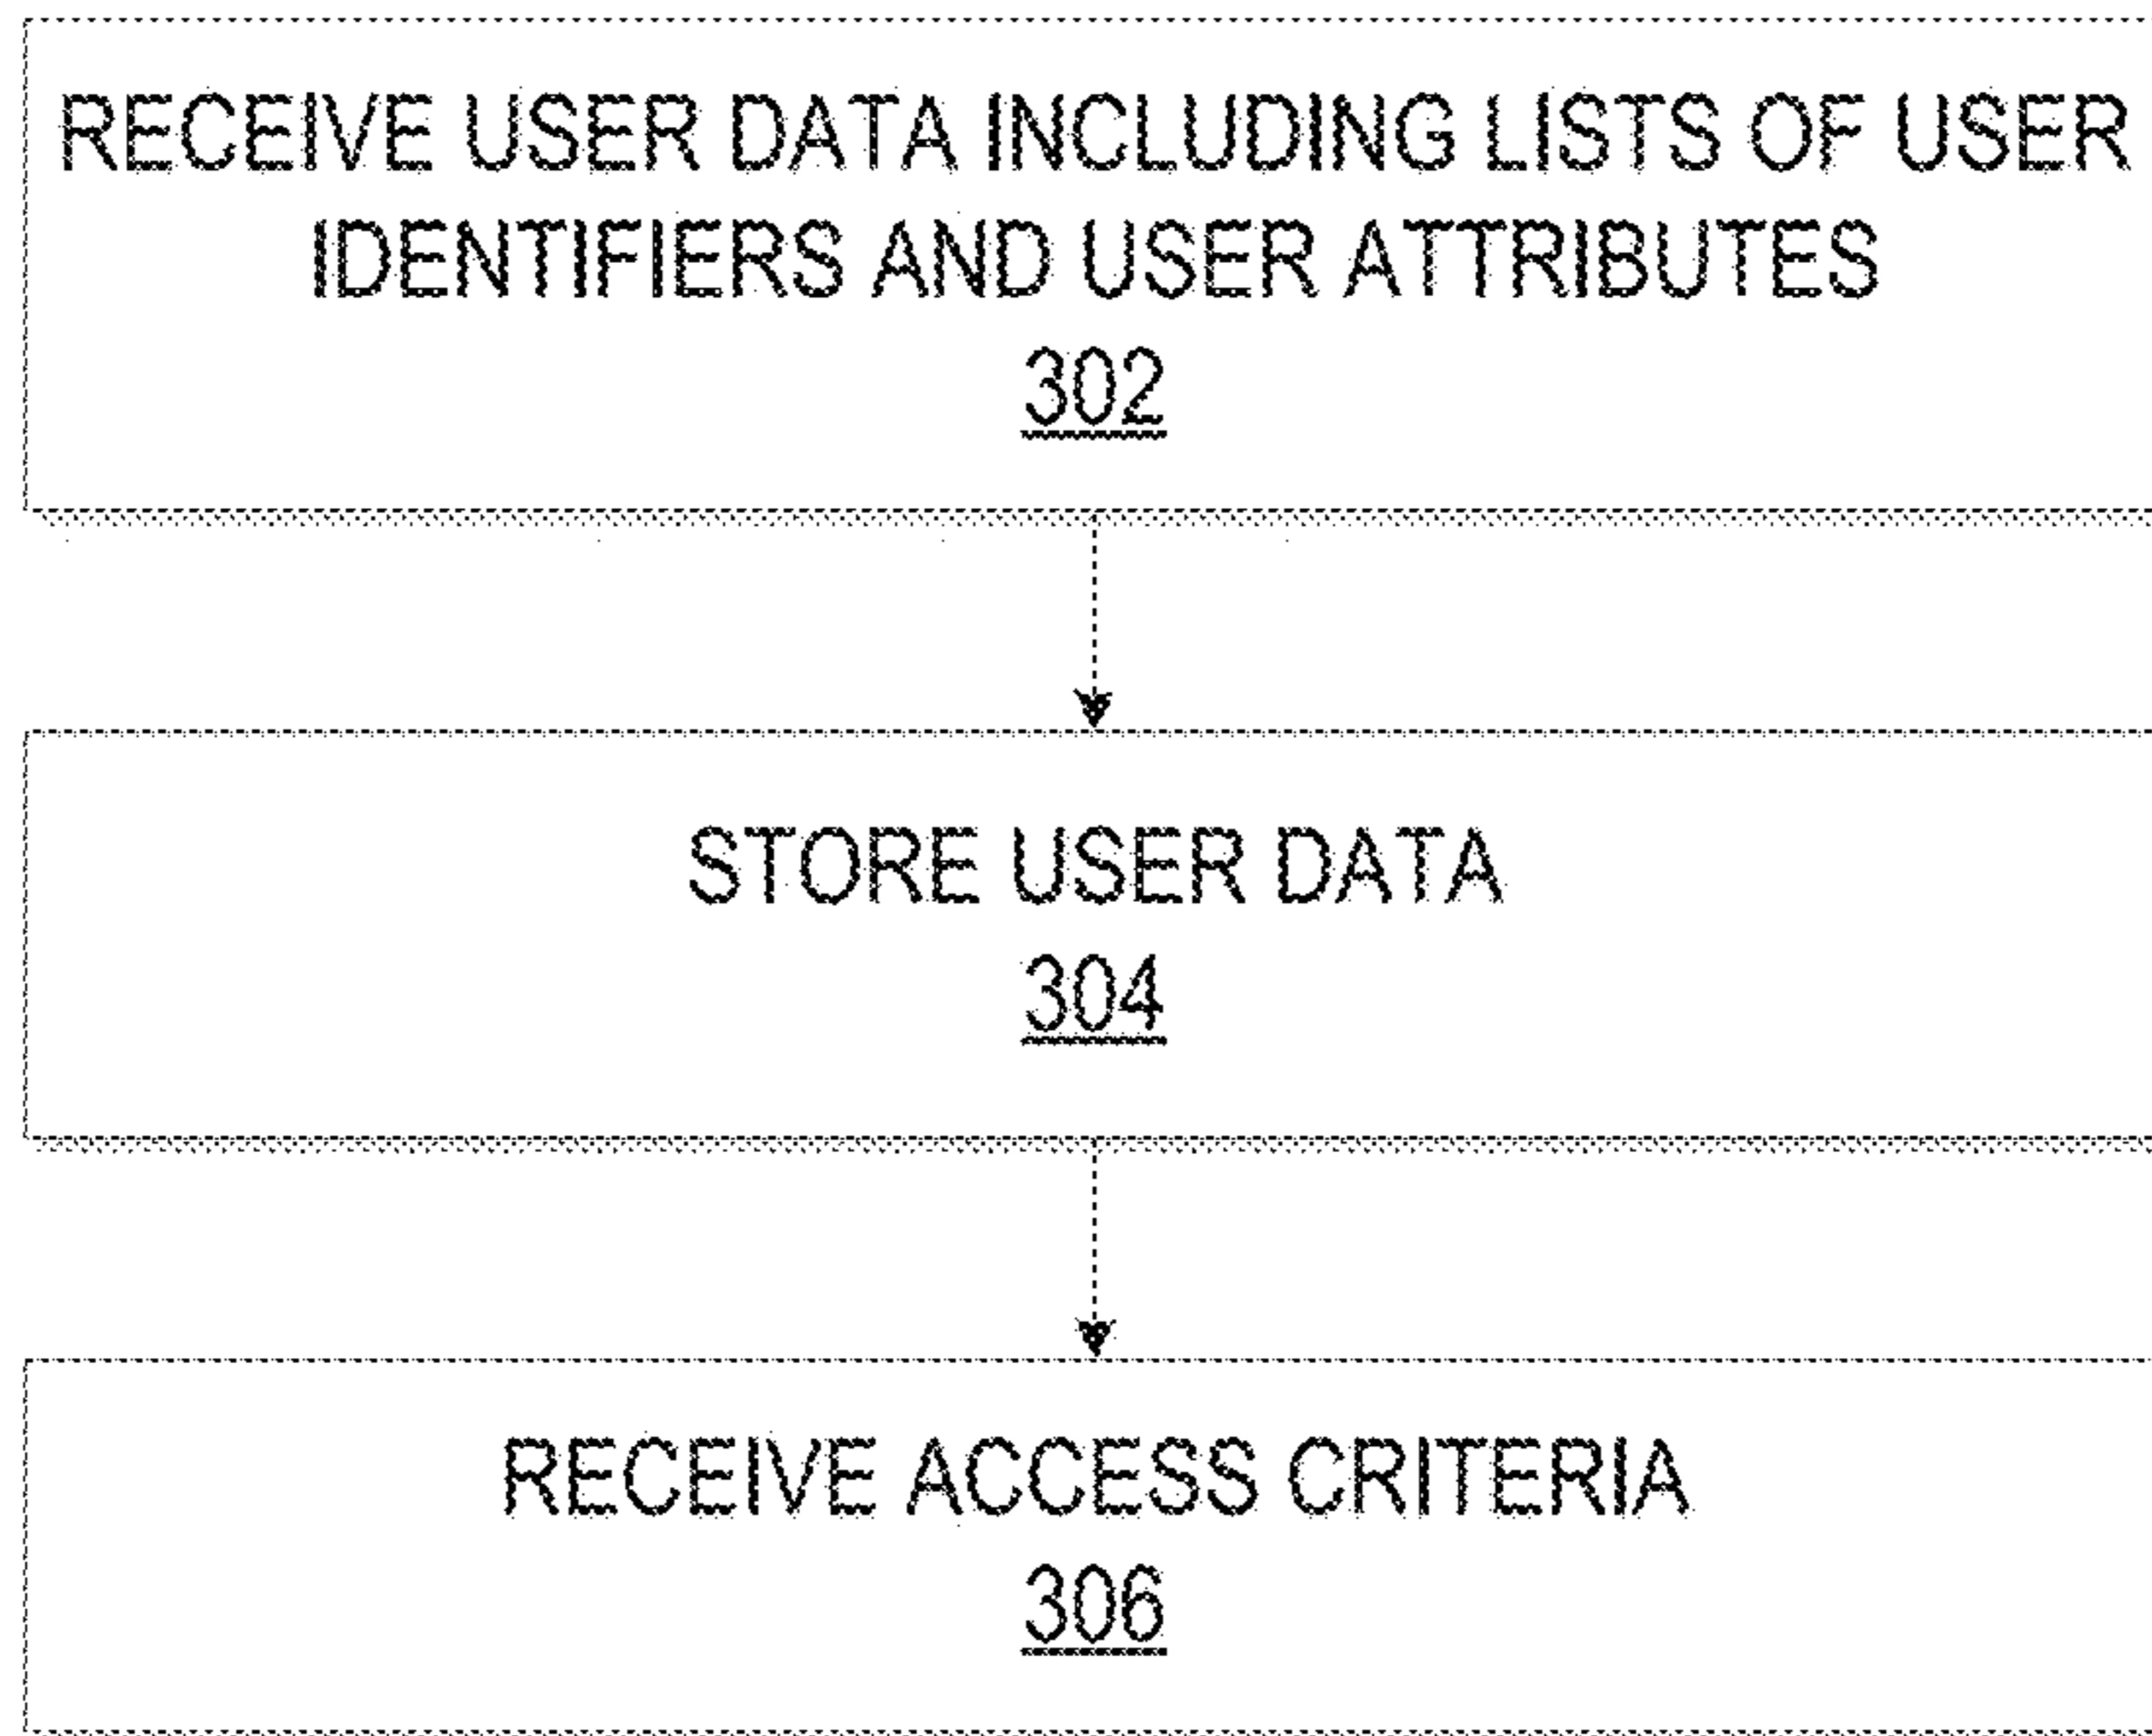 RECEIVE USER DATA INCLUDING LISTS OF USER
IDENTIFIERS AND USER ATTRIBUTES
302
STORE USER DATA
304
RECEIVE ACCESS CRITERIA
306